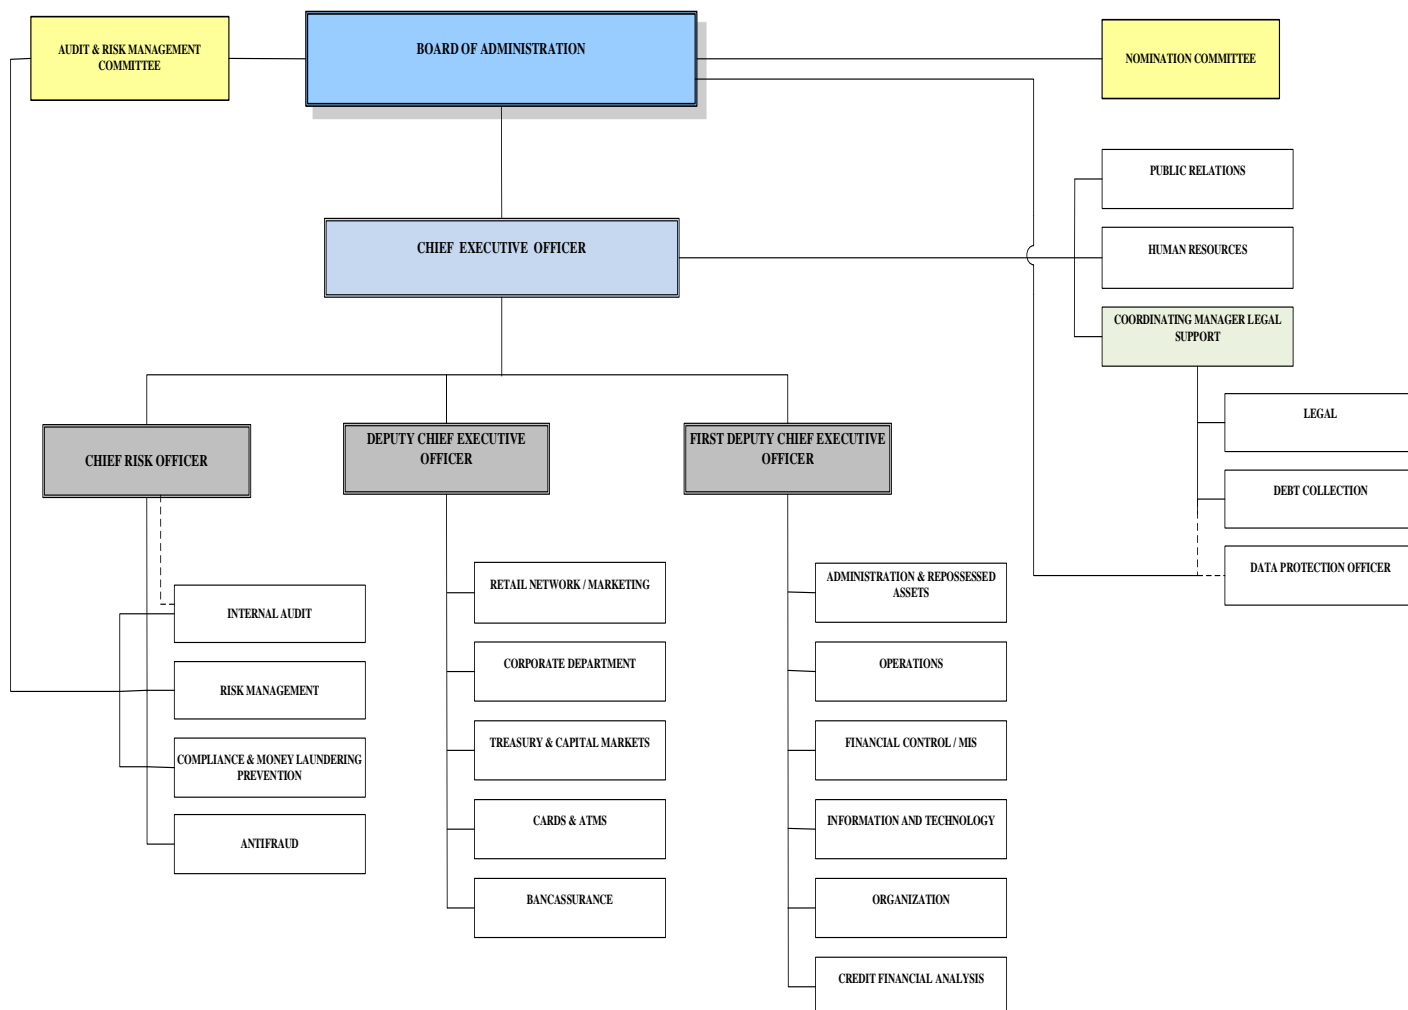 AUDIT & RISK MANAGEMENT
COMMITTEE
BOARD OF ADMINISTRATION
NOMINATION COMMITTEE
PUBLIC RELATIONS
CHIEF EXECUTIVE OFFICER
HUMAN RESOURCES
COORDINATING MANAGER LEGAL
SUPPORT
LEGAL
DEBT COLLECTION
DATA PROTECTION OFFICER
CHIEF RISK OFFICER
INTERNAL AUDIT
RISK MANAGEMENT
COMPLIANCE & MONEY LAUNDERING
PREVENTION
ANTIFRAUD
DEPUTY CHIEF EXECUTIVE
OFFICER
RETAIL NETWORK / MARKETING
CORPORATE DEPARTMENT
TREASURY & CAPITAL MARKETS
CARDS & ATMS
BANCASSURANCE
FIRST DEPUTY CHIEF EXECUTIVE
OFFICER
ADMINISTRATION & REPOSSESSED
ASSETS
OPERATIONS
FINANCIAL CONTROL / MIS
INFORMATION AND TECHNOLOGY
ORGANIZATION
CREDIT FINANCIAL ANALYSIS